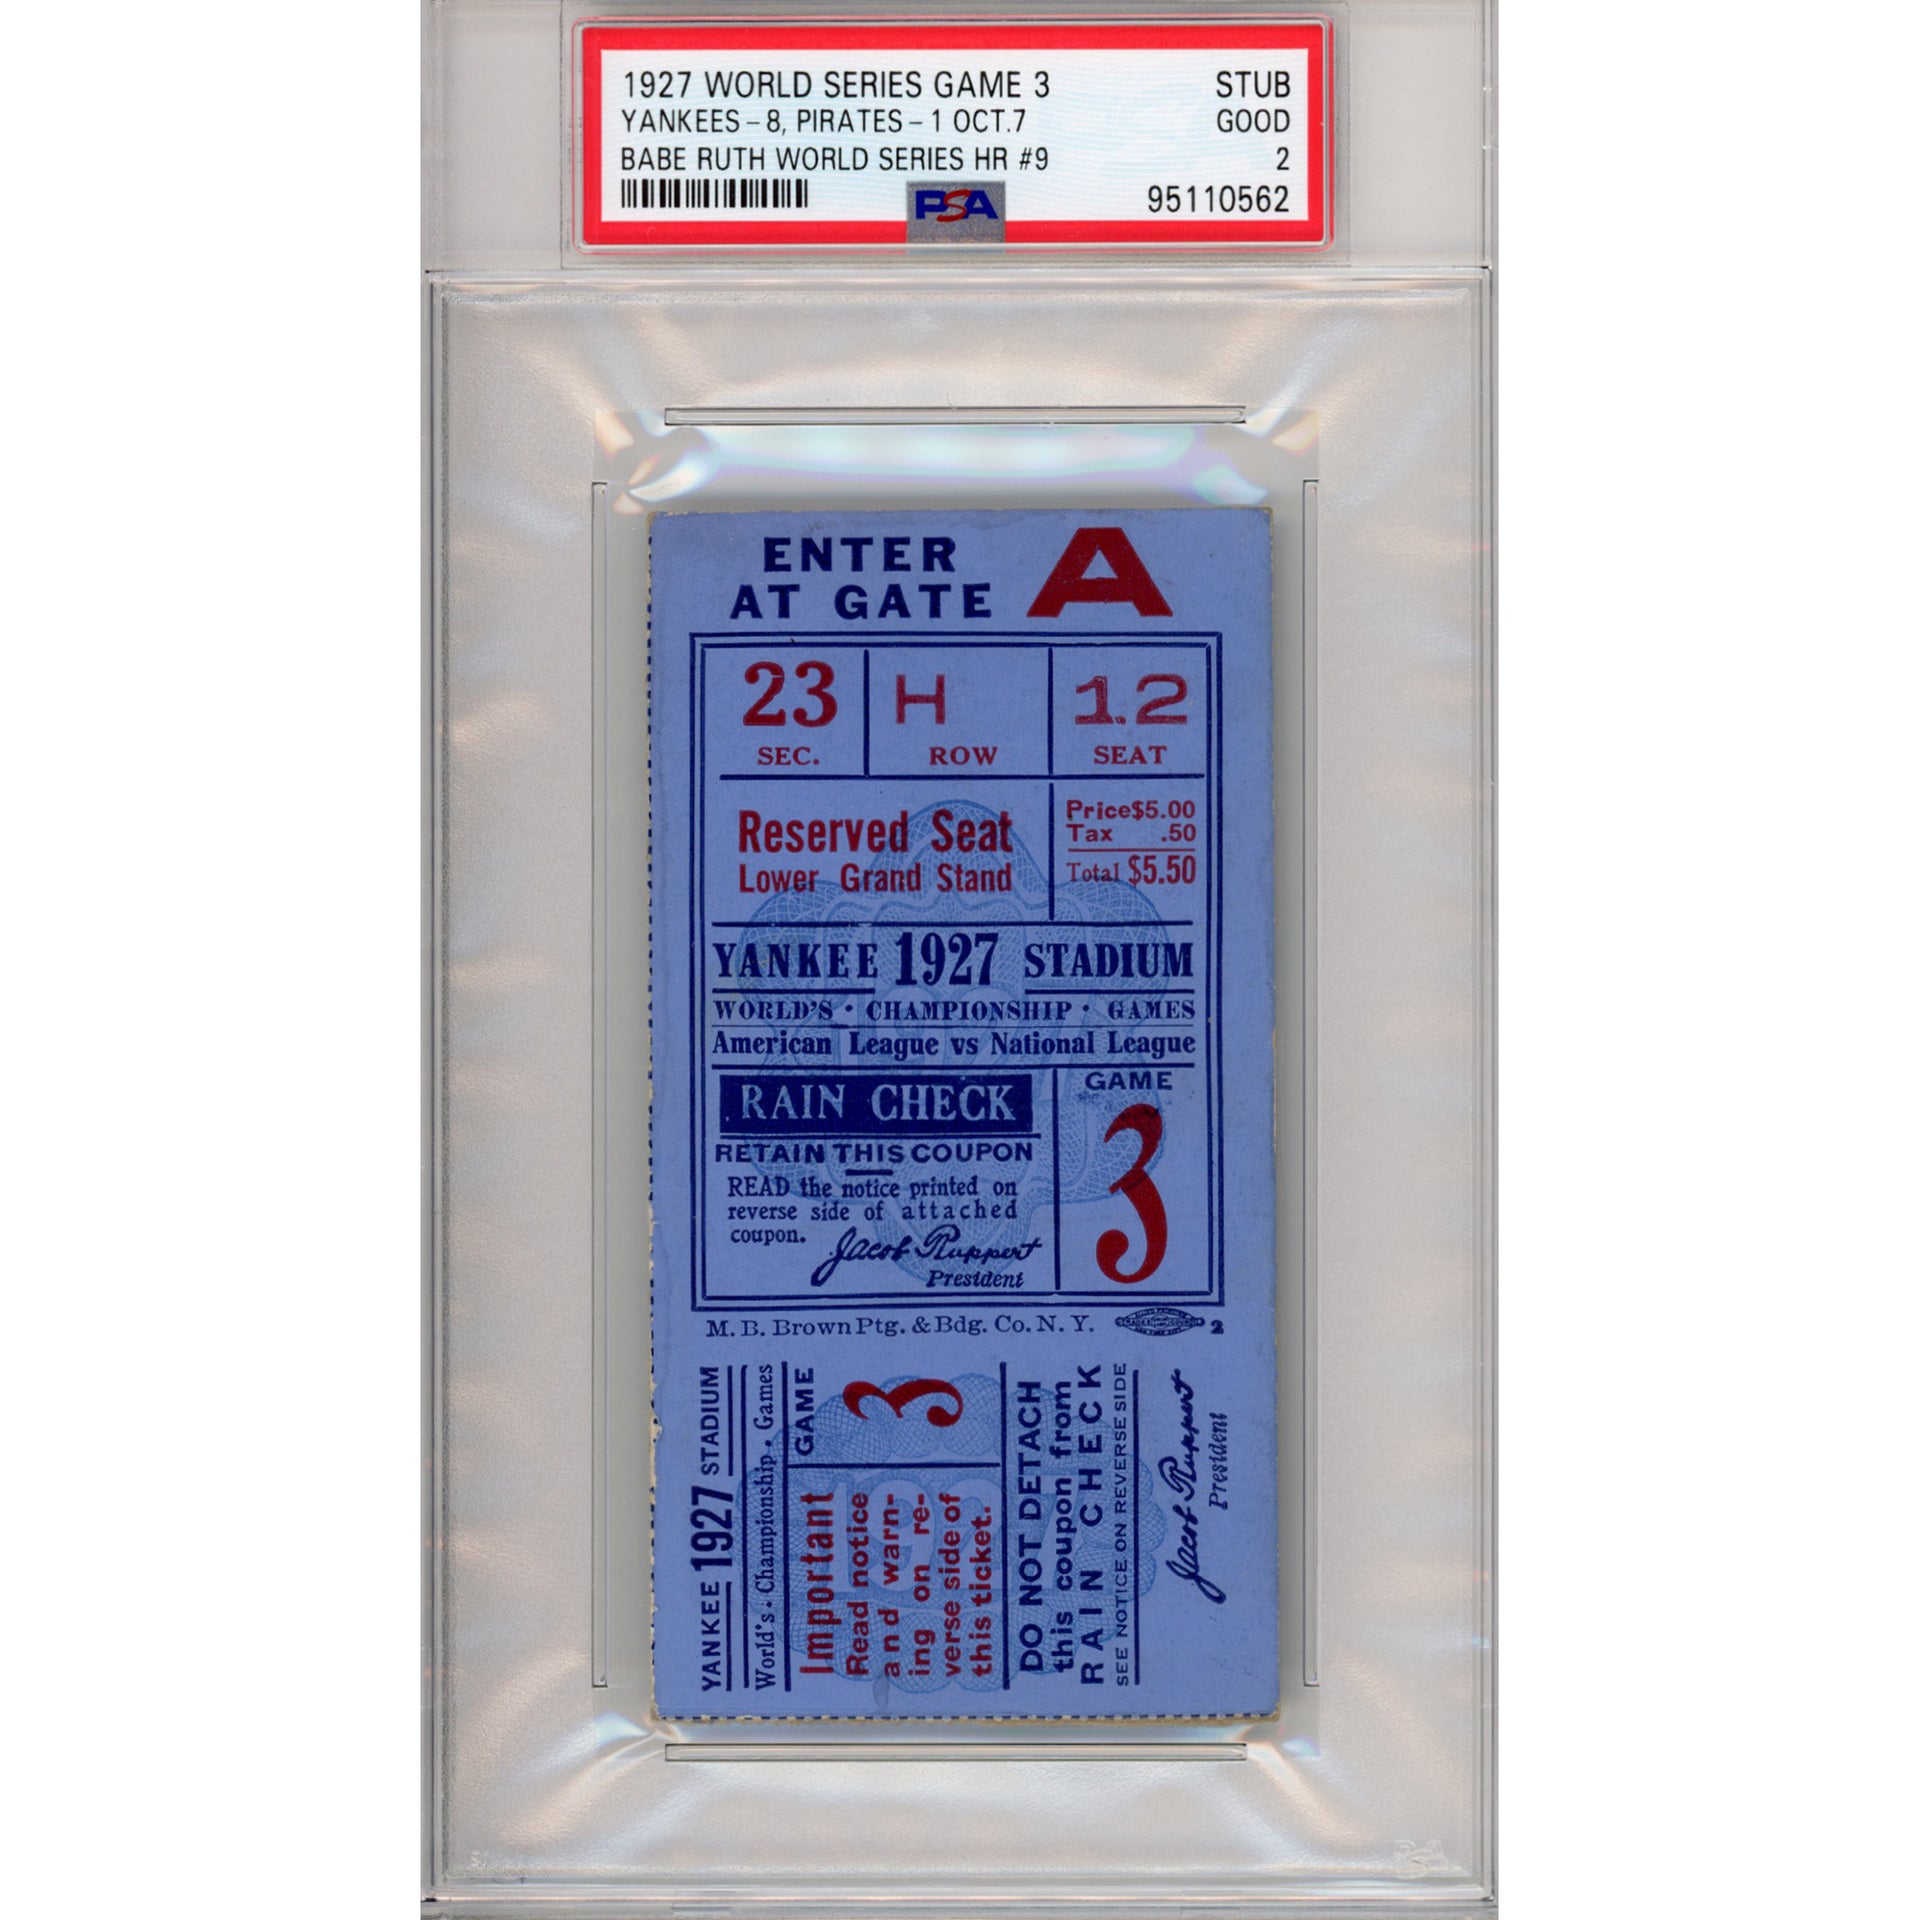 1927 WORLD SERIES GAME 3 STUB
YANKEES - 8, PIRATES - 1 OCT.7 GOOD
BABE RUTH WORLD SERIES HR #9 2
PSA 95110562
ENTER
AT GATE A
23 H 12
SEC. ROW SEAT
Reserved Seat
Lower Grand Stand
Price $5.00
Tax .50
Total $5.50
YANKEE 1927 STADIUM
WORLD'S · CHAMPIONSHIP · GAMES
American League vs National League
RAIN CHECK
RETAIN THIS COUPON
READ the notice printed on
reverse side of attached
coupon.
Jacob Ruppert
President
GAME
3
M. B. Brown Ptg. & Bdg. Co. N. Y. 2
YANKEE 1927 STADIUM
World's · Championship · Games
GAME
3
Important
Read notice
and warn-
ing on re-
verse side of
this ticket.
1927
DO NOT DETACH
this coupon from
RAIN CHECK
SEE NOTICE ON REVERSE SIDE
Jacob Ruppert
President